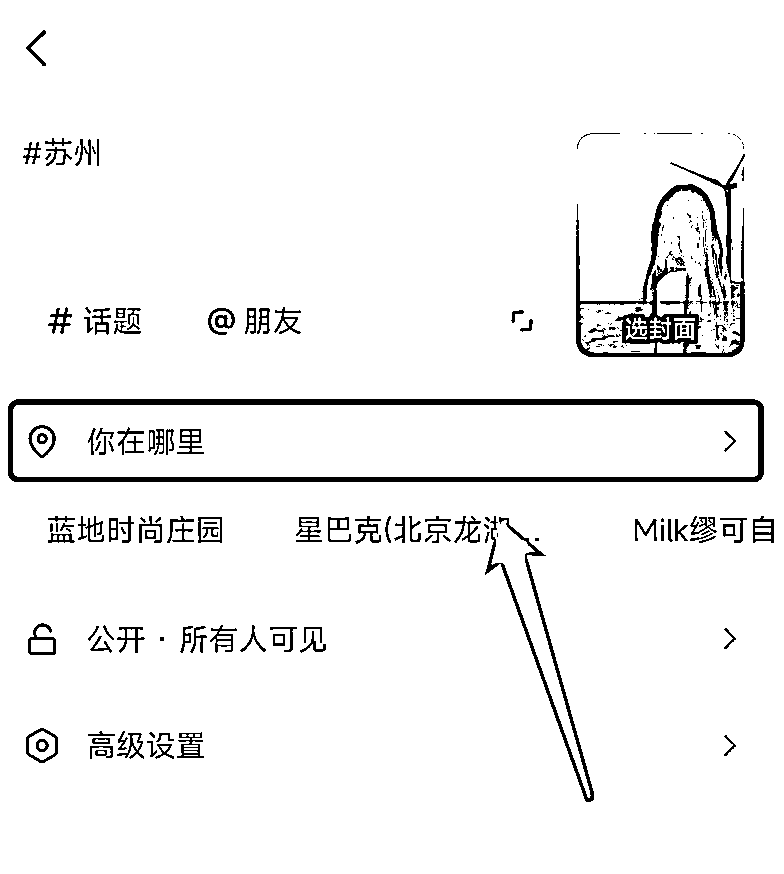 #苏州
# 话题 @ 朋友
选封面
你在哪里
蓝地时尚庄园 星巴克(北京龙湖... Milk缪可自
公开 · 所有人可见
高级设置